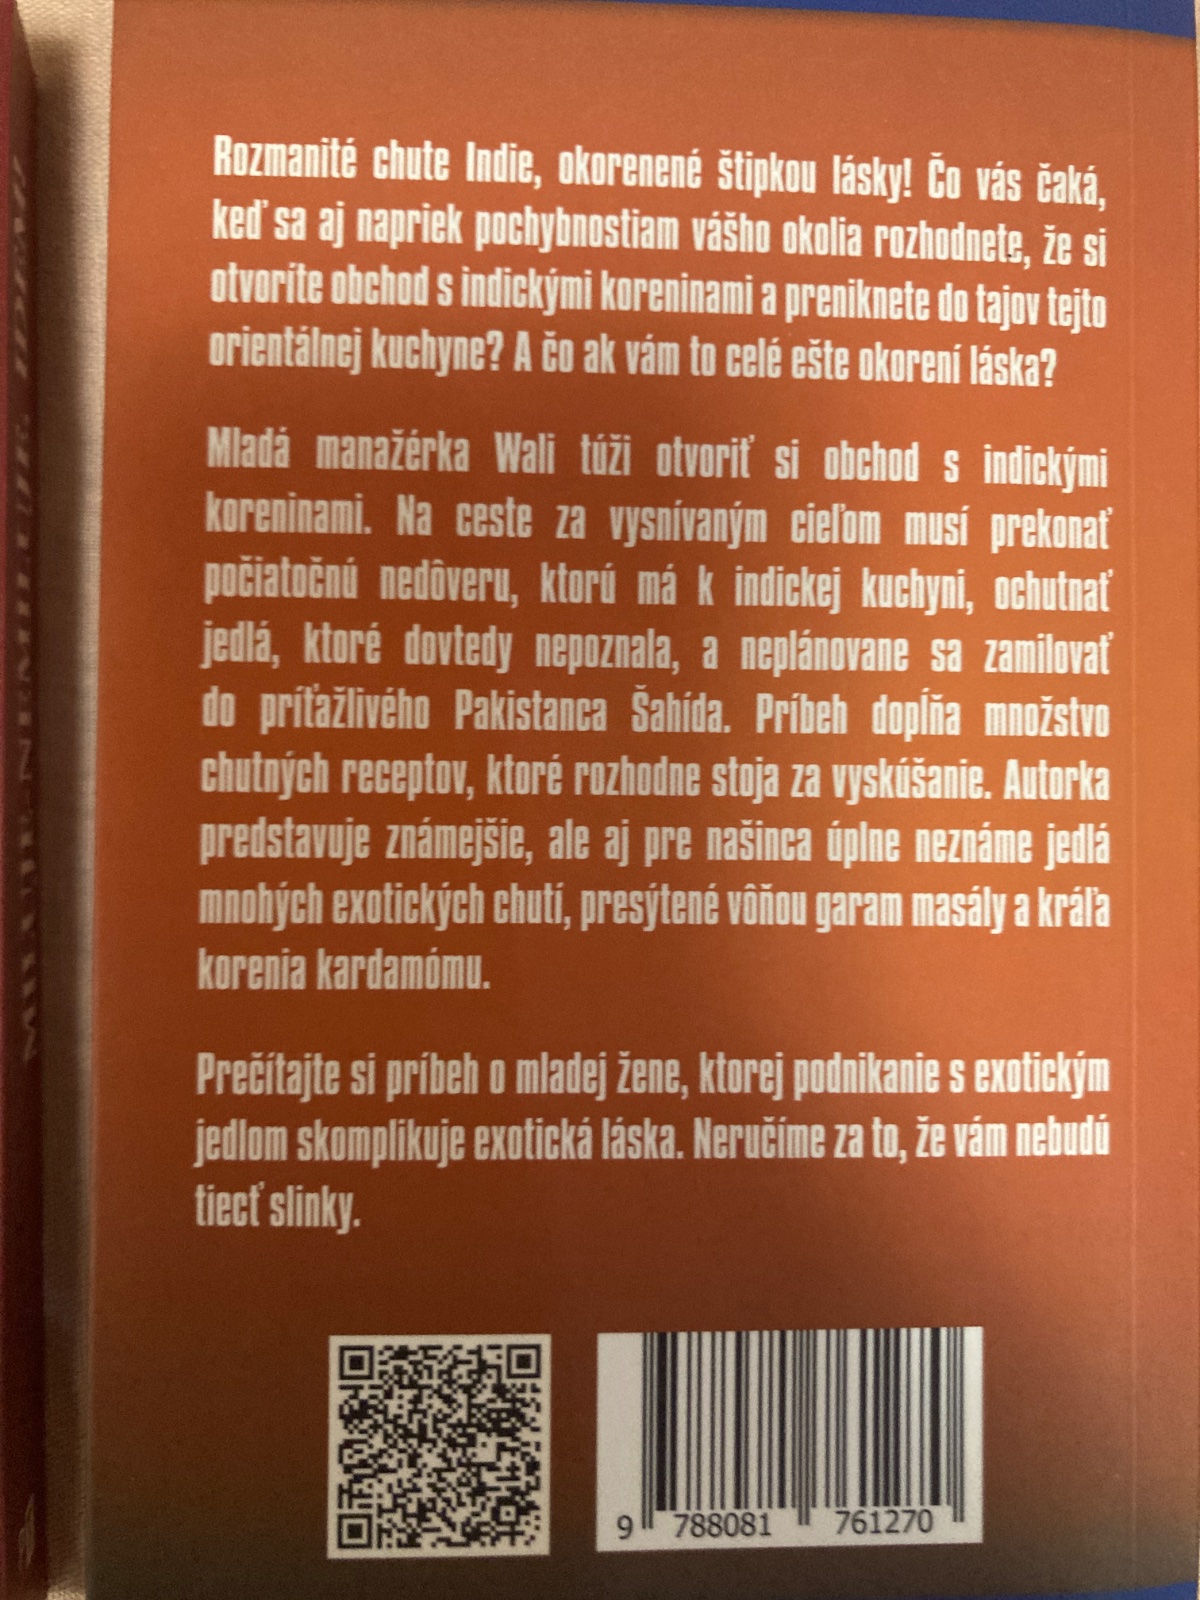 Rozmanité chute Indie, okorenené štipkou lásky! Čo vás čaká,
keď sa aj napriek pochybnostiam vášho okolia rozhodnete, že si
otvoríte obchod s indickými koreninami a preniknete do tajov tejto
orientálnej kuchyne? A čo ak vám to celé ešte okorení láska?
Mladá manažérka Wali túži otvoriť si obchod s indickými
koreninami. Na ceste za vysnívaným cieľom musí prekonať
počiatočnú nedôveru, ktorú má k indickej kuchyni, ochutnať
jedlá, ktoré dovtedy nepoznala, a neplánovane sa zamilovať
do príťažlivého Pakistanca Šahída. Príbeh dopĺňa množstvo
chutných receptov, ktoré rozhodne stoja za vyskúšanie. Autorka
predstavuje známejšie, ale aj pre našinca úplne neznáme jedlá
mnohých exotických chutí, presýtené vôňou garam masály a kráľa
korenia kardamómu.
Prečítajte si príbeh o mladej žene, ktorej podnikanie s exotickým
jedlom skomplikuje exotická láska. Neručíme za to, že vám nebudú
tiecť slinky.
9 788081 761270